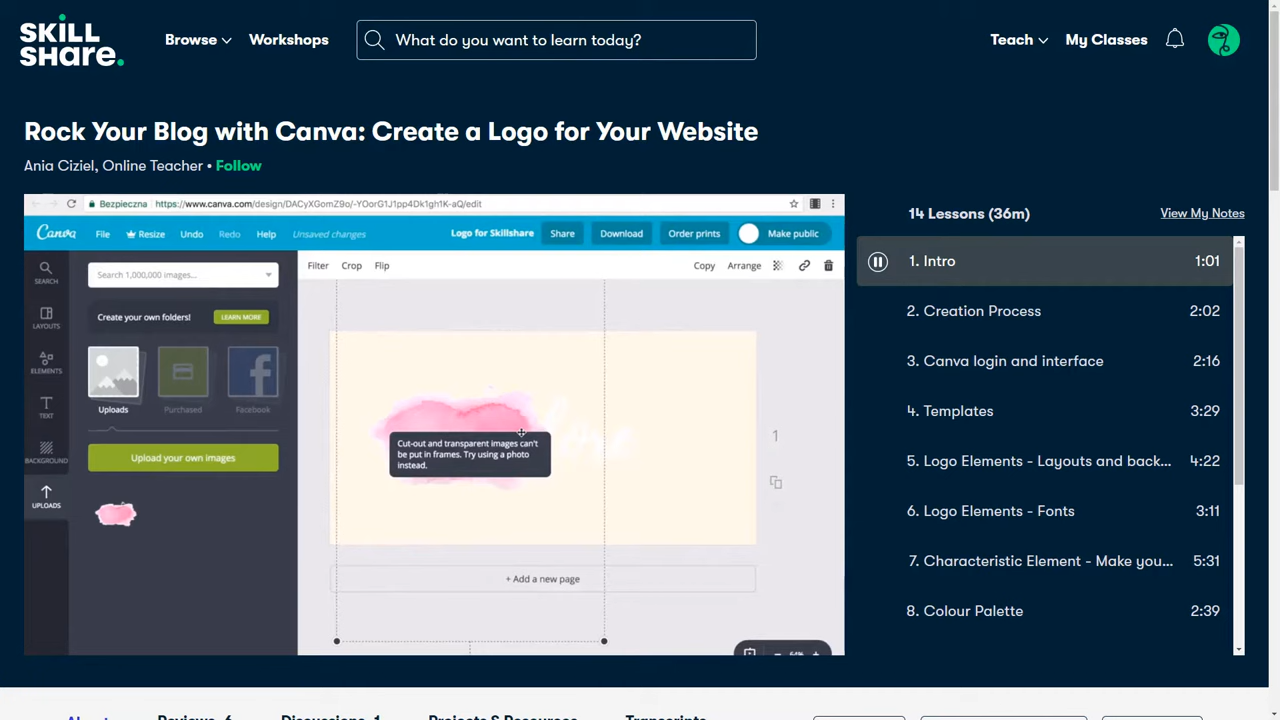 SKILL
SHARE.
Browse
Workshops
What do you want to learn today?
Teach
My Classes
Rock Your Blog with Canva: Create a Logo for Your Website
Ania Ciziel, Online Teacher • Follow
Bezpieczna
https://www.canva.com/design/DACyXGomZ9o/-YOorG1J1pp4Dk1gh1K-aQ/edit
Canva
File
Resize
Undo
Redo
Help
Unsaved changes
Logo for Skillshare
Share
Download
Order prints
Make public
SEARCH
LAYOUTS
ELEMENTS
TEXT
BACKGROUND
UPLOADS
Search 1,000,000 images...
Create your own folders!
LEARN MORE
Uploads
Purchased
Facebook
Upload your own images
Filter
Crop
Flip
Copy
Arrange
love
Cut-out and transparent images can't
be put in frames. Try using a photo
instead.
1
+ Add a new page
14 Lessons (36m)
View My Notes
1. Intro
1:01
2. Creation Process
2:02
3. Canva login and interface
2:16
4. Templates
3:29
5. Logo Elements - Layouts and back...
4:22
6. Logo Elements - Fonts
3:11
7. Characteristic Element - Make you...
5:31
8. Colour Palette
2:39